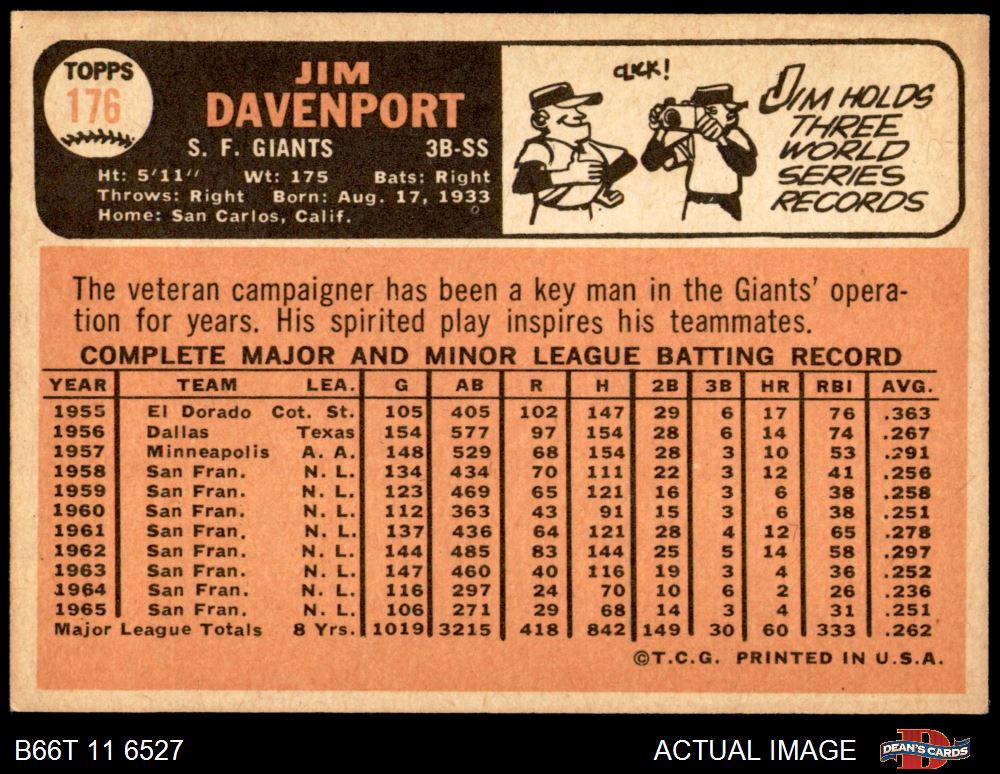 TOPPS
176
JIM
DAVENPORT
S. F. GIANTS 3B-SS
Ht: 5'11" Wt: 175 Bats: Right
Throws: Right Born: Aug. 17, 1933
Home: San Carlos, Calif.
CLICK!
JIM HOLDS
THREE
WORLD
SERIES
RECORDS
The veteran campaigner has been a key man in the Giants' opera-
tion for years. His spirited play inspires his teammates.
COMPLETE MAJOR AND MINOR LEAGUE BATTING RECORD
YEAR TEAM LEA. G AB R H 2B 3B HR RBI AVG.
1955 El Dorado Cot. St. 105 405 102 147 29 6 17 76 .363
1956 Dallas Texas 154 577 97 154 28 6 14 74 .267
1957 Minneapolis A. A. 148 529 68 154 28 3 10 53 .291
1958 San Fran. N. L. 134 434 70 111 22 3 12 41 .256
1959 San Fran. N. L. 123 469 65 121 16 3 6 38 .258
1960 San Fran. N. L. 112 363 43 91 15 3 6 38 .251
1961 San Fran. N. L. 137 436 64 121 28 4 12 65 .278
1962 San Fran. N. L. 144 485 83 144 25 5 14 58 .297
1963 San Fran. N. L. 147 460 40 116 19 3 4 36 .252
1964 San Fran. N. L. 116 297 24 70 10 6 2 26 .236
1965 San Fran. N. L. 106 271 29 68 14 3 4 31 .251
Major League Totals 8 Yrs. 1019 3215 418 842 149 30 60 333 .262
©T.C.G. PRINTED IN U.S.A.
B66T 11 6527 ACTUAL IMAGE DEAN'S CARDS